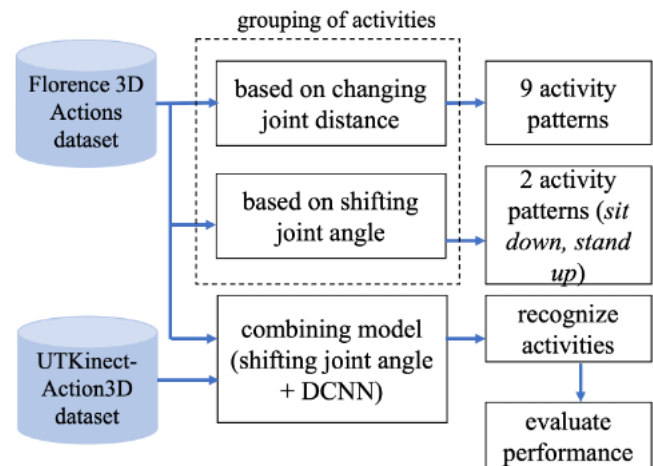 grouping of activities
Florence 3D
Actions
dataset
based on changing
joint distance
9 activity
patterns
based on shifting
joint angle
2 activity
patterns (sit
down, stand
up)
UTKinect-
Action3D
dataset
combining model
(shifting joint angle
+ DCNN)
recognize
activities
evaluate
performance